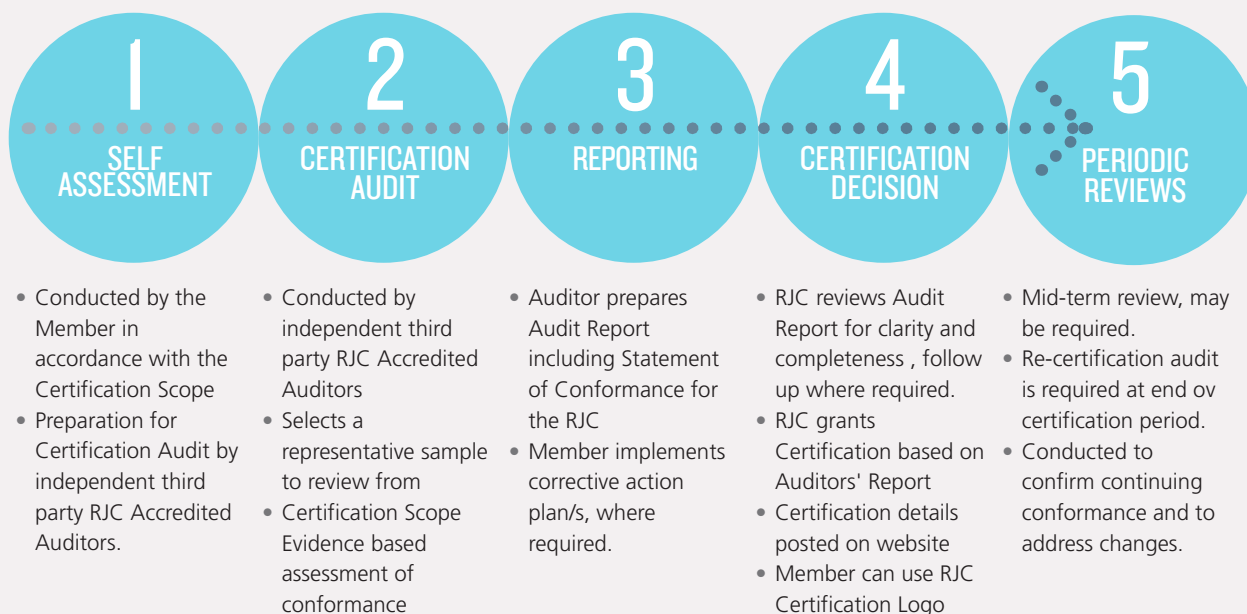 1
SELF
ASSESSMENT
• Conducted by the
Member in
accordance with the
Certification Scope
• Preparation for
Certification Audit by
independent third
party RJC Accredited
Auditors.
2
CERTIFICATION
AUDIT
• Conducted by
independent third
party RJC Accredited
Auditors
• Selects a
representative sample
to review from
• Certification Scope
Evidence based
assessment of
conformance
3
REPORTING
• Auditor prepares
Audit Report
including Statement
of Conformance for
the RJC
• Member implements
corrective action
plan/s, where
required.
4
CERTIFICATION
DECISION
• RJC reviews Audit
Report for clarity and
completeness , follow
up where required.
• RJC grants
Certification based on
Auditors' Report
• Certification details
posted on website
• Member can use RJC
Certification Logo
5
PERIODIC
REVIEWS
• Mid-term review, may
be required.
• Re-certification audit
is required at end ov
certification period.
• Conducted to
confirm continuing
conformance and to
address changes.